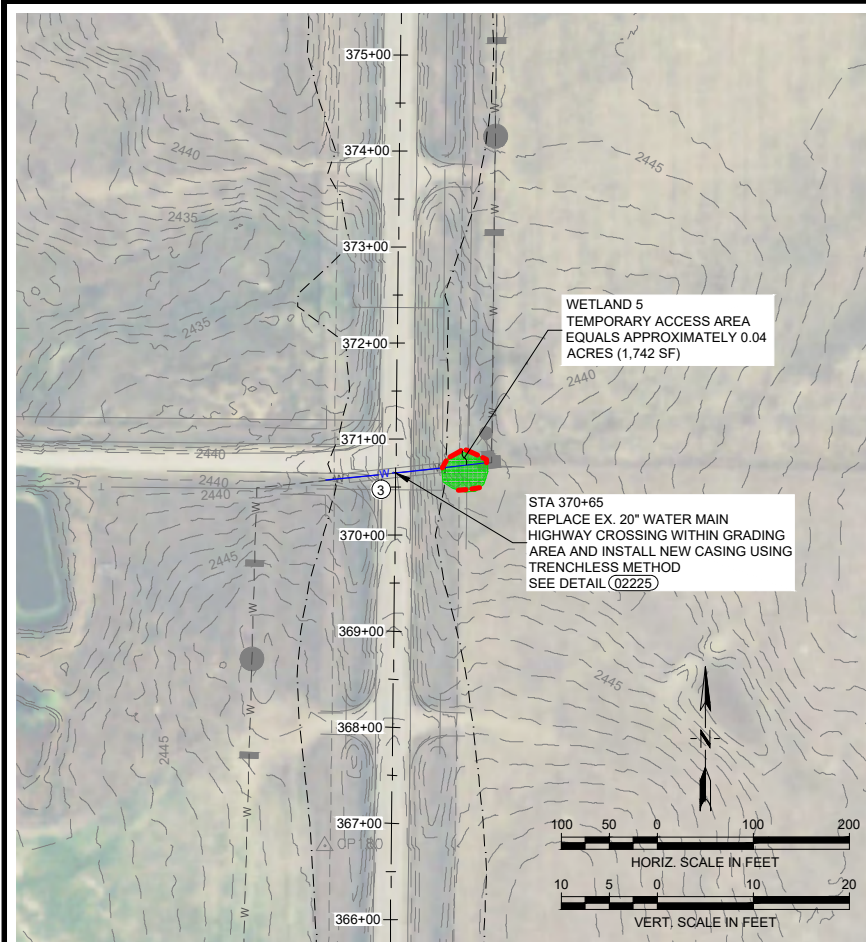 375+00
374+00
2440
2445
2435
373+00
WETLAND 5
TEMPORARY ACCESS AREA
EQUALS APPROXIMATELY 0.04
ACRES (1,742 SF)
2435
372+00
2440
371+00
2440
2440
W
W
W
3
STA 370+65
REPLACE EX. 20" WATER MAIN
HIGHWAY CROSSING WITHIN GRADING
AREA AND INSTALL NEW CASING USING
TRENCHLESS METHOD
SEE DETAIL 02225
370+00
2445
369+00
2445
N
368+00
2445
367+00
CP180
100 50 0 100 200
HORIZ. SCALE IN FEET
10 5 0 10 20
VERT. SCALE IN FEET
366+00